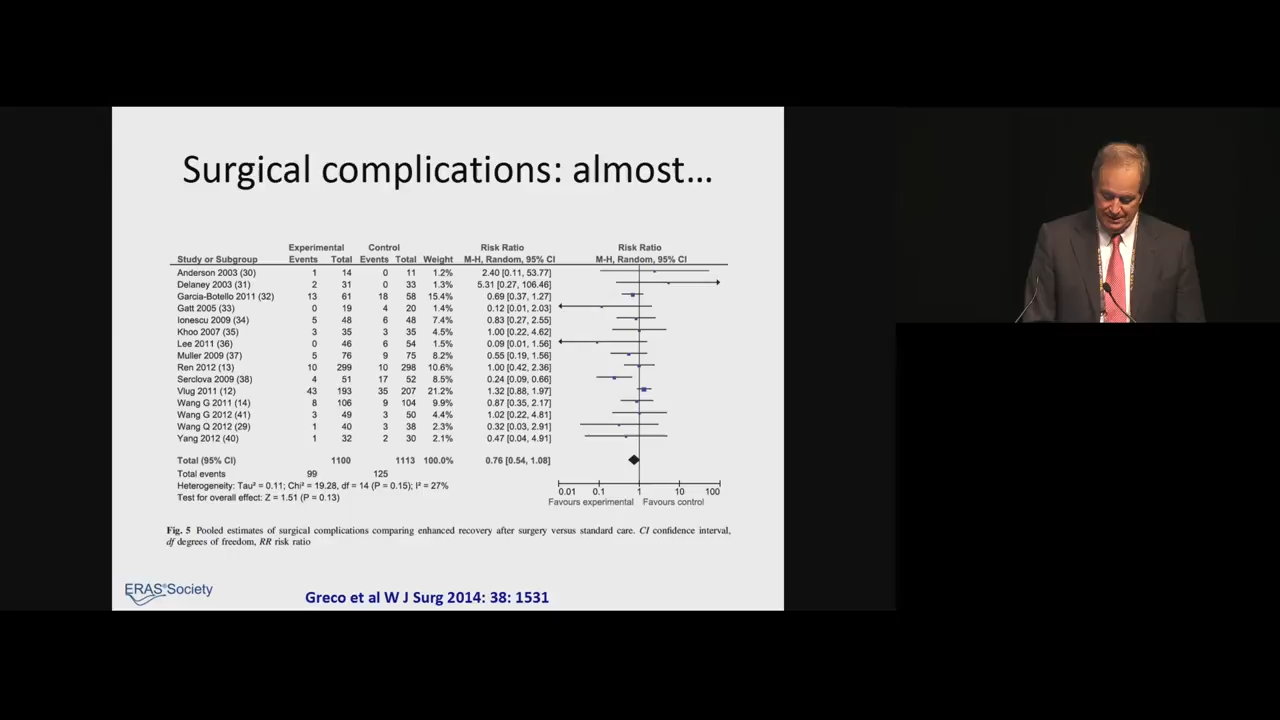 Surgical complications: almost...
Experimental Control Risk Ratio Risk Ratio
Study or Subgroup Events Total Events Total Weight M-H, Random, 95% CI M-H, Random, 95% CI
Anderson 2003 (30) 1 14 0 11 1.2% 2.40 [0.11, 53.77]
Delaney 2003 (31) 2 31 0 33 1.3% 5.31 [0.27, 106.46]
Garcia-Botello 2011 (32) 13 61 18 58 15.4% 0.69 [0.37, 1.27]
Gatt 2005 (33) 0 19 4 20 1.4% 0.12 [0.01, 2.03]
Ionescu 2009 (34) 5 48 6 48 7.4% 0.83 [0.27, 2.55]
Khoo 2007 (35) 3 35 3 35 4.6% 1.00 [0.22, 4.62]
Lee 2011 (36) 0 46 6 54 1.5% 0.09 [0.01, 1.56]
Muller 2009 (37) 5 76 9 75 8.2% 0.55 [0.19, 1.56]
Ren 2012 (13) 10 299 10 298 10.6% 1.00 [0.42, 2.36]
Serclova 2009 (38) 4 51 17 52 8.5% 0.24 [0.09, 0.66]
Vlug 2011 (12) 43 193 35 207 21.2% 1.32 [0.88, 1.97]
Wang G 2011 (14) 8 106 9 104 9.9% 0.87 [0.35, 2.17]
Wang G 2012 (41) 3 49 3 50 4.4% 1.02 [0.22, 4.81]
Wang Q 2012 (29) 1 40 3 38 2.3% 0.32 [0.03, 2.91]
Yang 2012 (40) 1 32 2 30 2.1% 0.47 [0.04, 4.91]
Total (95% CI) 1100 1113 100.0% 0.76 [0.54, 1.08]
Total events 99 125
Heterogeneity: Tau² = 0.11; Chi² = 19.28, df = 14 (P = 0.15); I² = 27%
Test for overall effect: Z = 1.51 (P = 0.13)
0.01 0.1 1 10 100
Favours experimental Favours control
Fig. 5 Pooled estimates of surgical complications comparing enhanced recovery after surgery versus standard care. CI confidence interval,
df degrees of freedom, RR risk ratio
ERAS®Society
Greco et al W J Surg 2014: 38: 1531